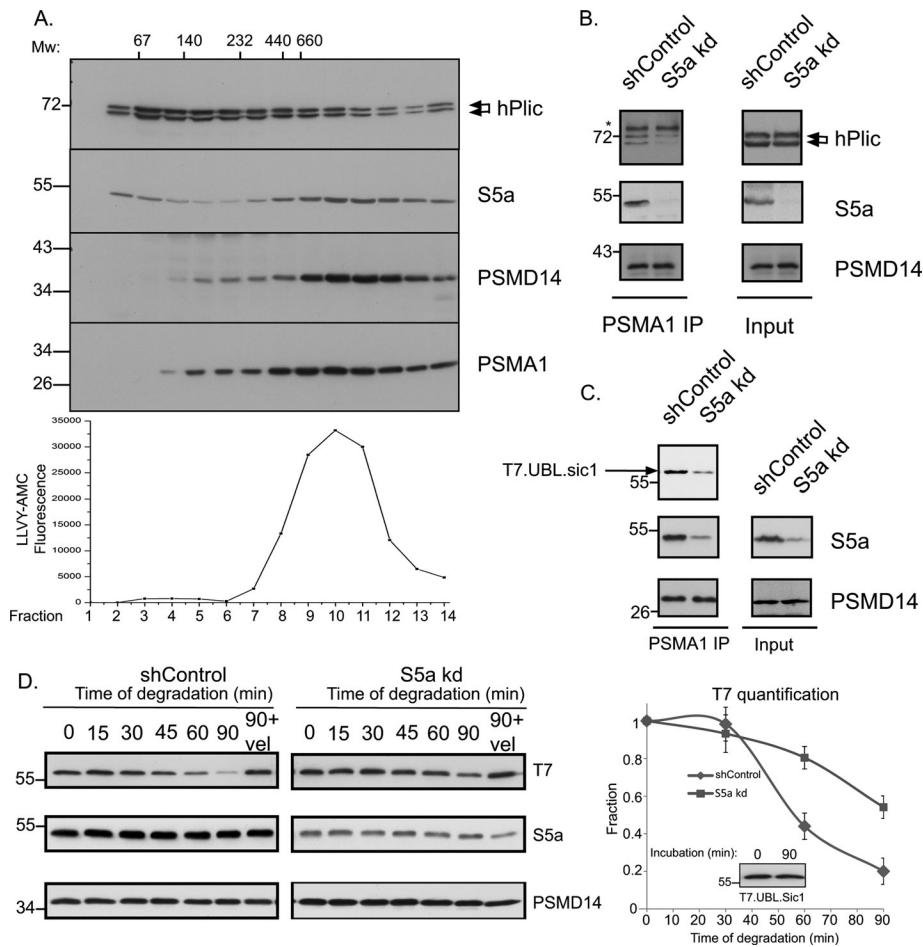 A.
Mw: 67 140 232 440 660
72 hPlic
55 S5a
43
34 PSMD14
34
26 PSMA1
LLVY-AMC
Fluorescence
35000
30000
25000
20000
15000
10000
5000
0
Fraction 1 2 3 4 5 6 7 8 9 10 11 12 13 14
B.
shControl S5a kd shControl S5a kd
*
72 hPlic
55 S5a
43 PSMD14
PSMA1 IP Input
C.
shControl S5a kd
T7.UBL.sic1
55
shControl S5a kd
55 S5a
26 PSMD14
PSMA1 IP Input
D.
shControl S5a kd
Time of degradation (min) Time of degradation (min)
0 15 30 45 60 90 90+ vel 0 15 30 45 60 90 90+ vel
55 T7
55 S5a
34 PSMD14
T7 quantification
Fraction
1
0.8
0.6
0.4
0.2
0
shControl
S5a kd
Incubation (min): 0 90
55
T7.UBL.Sic1
0 10 20 30 40 50 60 70 80 90
Time of degradation (min)